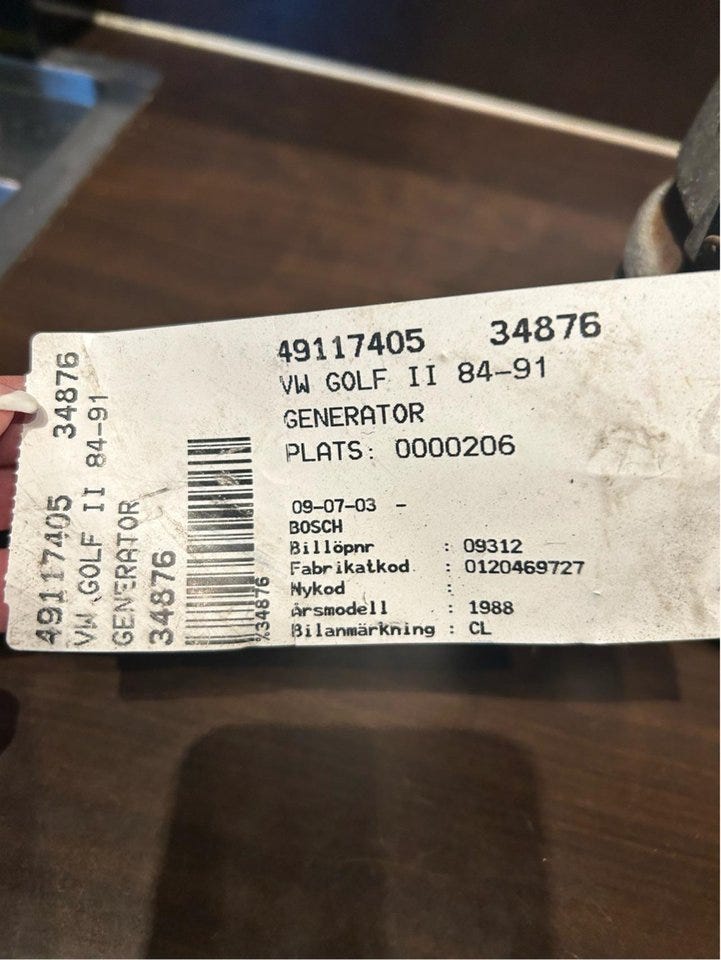 49117405 34876
VW GOLF II 84-91
GENERATOR
PLATS: 0000206
09-07-03 -
BOSCH
Billöpnr : 09312
Fabrikatkod : 0120469727
Nykod :
Årsmodell : 1988
Bilanmärkning : CL
49117405 34876
VW GOLF II 84-91
GENERATOR
34876
%34876